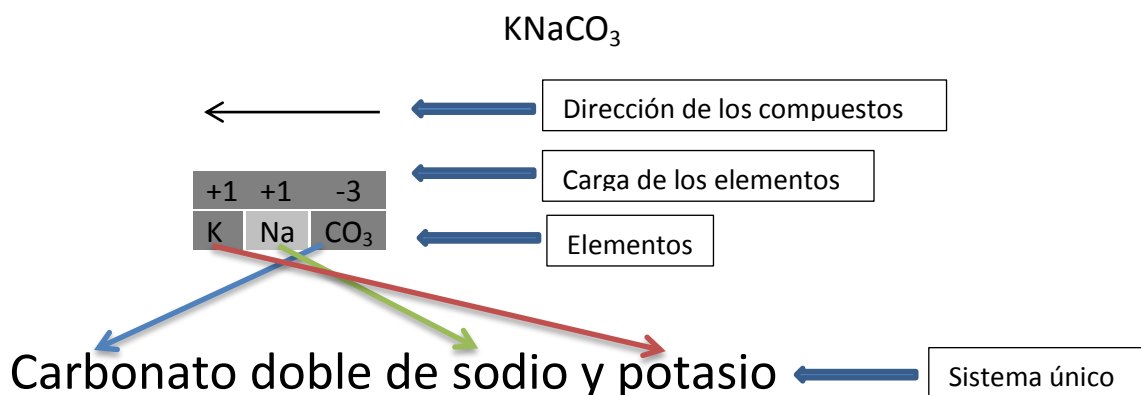 KNaCO₃
Dirección de los compuestos
Carga de los elementos
+1 +1 -3
K Na CO₃
Elementos
Carbonato doble de sodio y potasio
Sistema único